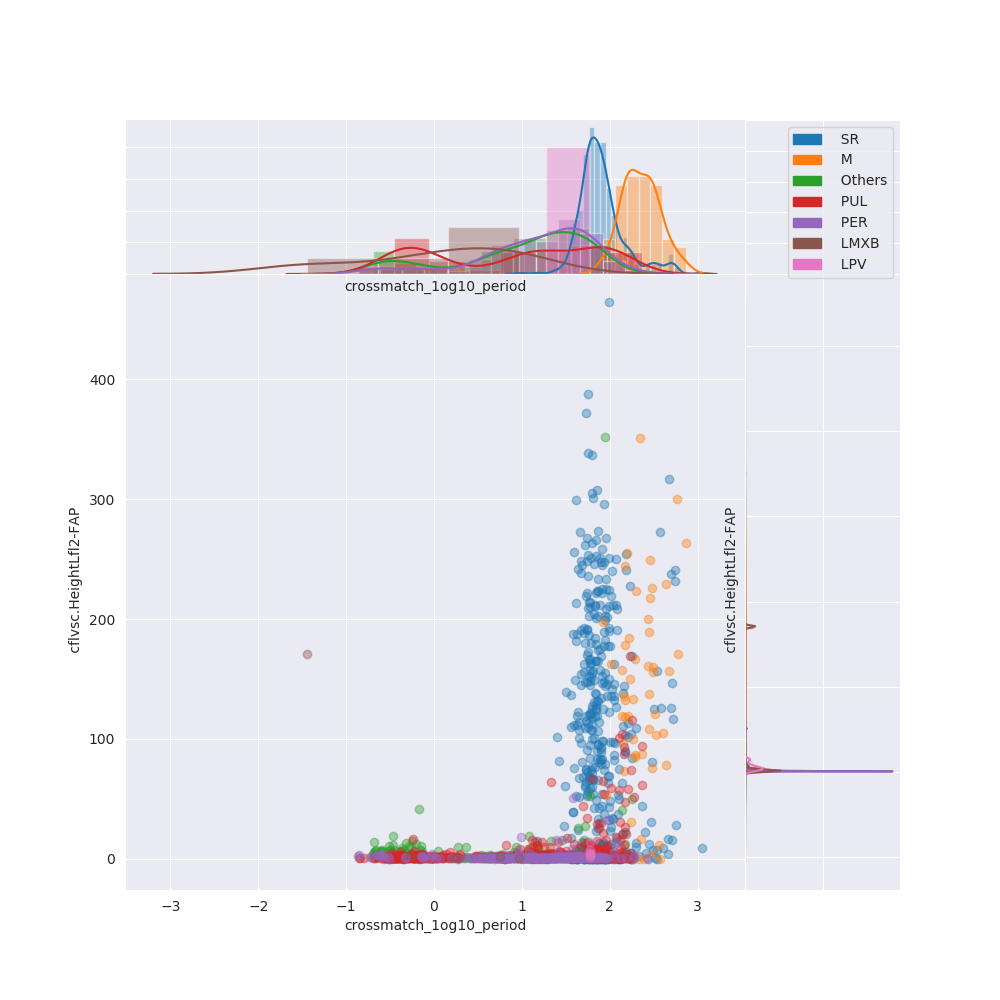 SR
M
Others
PUL
PER
LMXB
LPV
crossmatch_1og10_period
400
300
200
100
0
cflvsc.HeightLfl2-FAP
cflvsc.HeightLfl2-FAP
−3 −2 −1 0 1 2 3
crossmatch_1og10_period